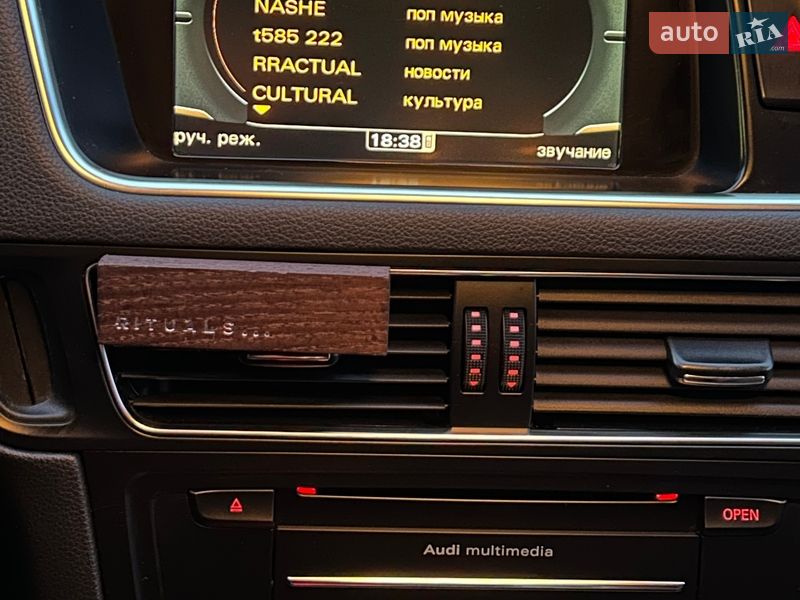 NASHE поп музыка
t585 222 поп музыка
RRACTUAL новости
CULTURAL культура
руч. реж. 18:38 звучание
auto RIA .com
RITUALS...
OPEN
Audi multimedia